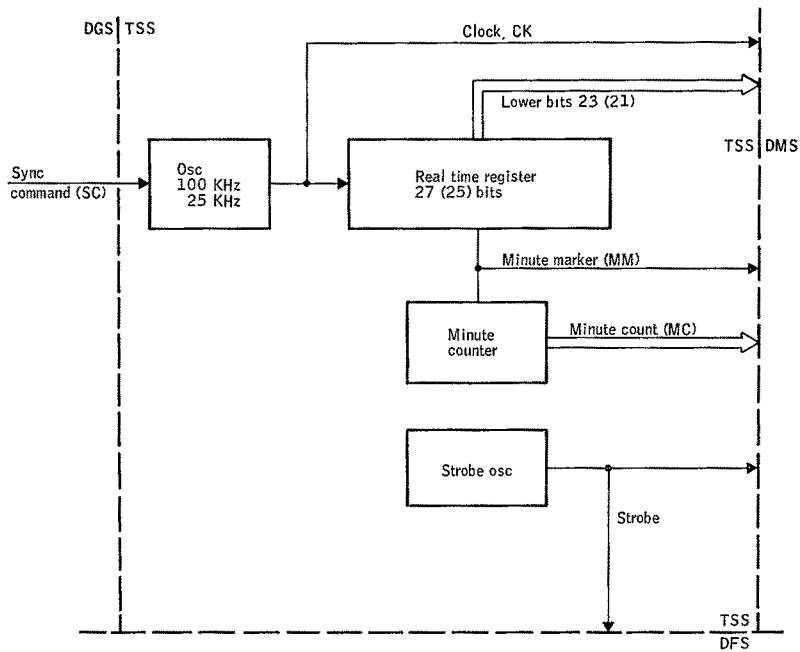 DGS TSS
Clock, CK
Lower bits 23 (21)
TSS DMS
Sync
command (SC)
Osc
100 KHz
25 KHz
Real time register
27 (25) bits
Minute marker (MM)
Minute
counter
Minute count (MC)
Strobe osc
Strobe
TSS
DFS